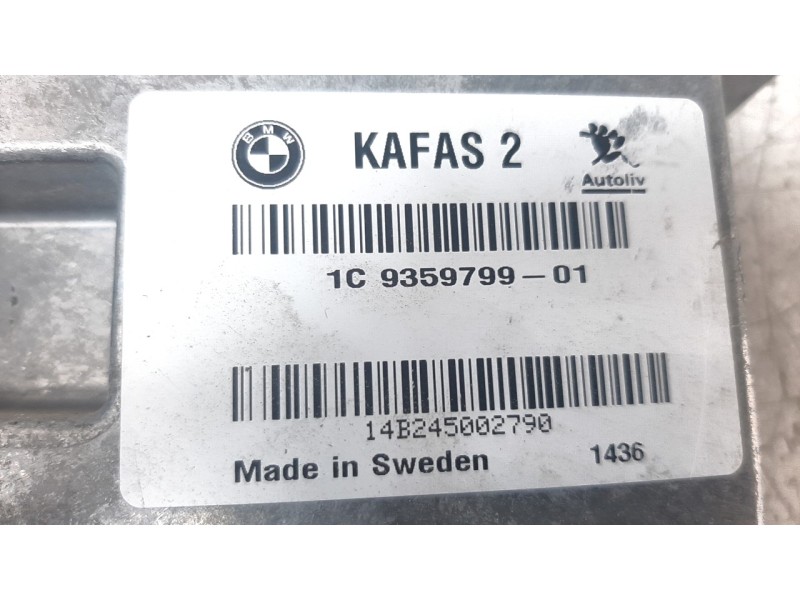 BMW
KAFAS 2
Autoliv
1C 9359799-01
14B245002790
Made in Sweden 1436